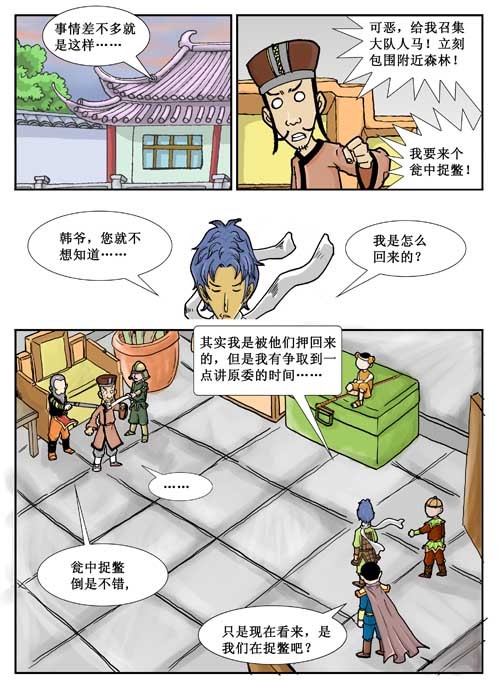 事情差不多就
是这样……
可恶，给我召集
大队人马！立刻
包围附近森林！
我要来个
瓮中捉鳖！
韩爷，您就不
想知道……
我是怎么
回来的？
其实我是被他们押回来
的，但是我有争取到一
点讲原委的时间……
……
瓮中捉鳖
倒是不错，
只是现在看来，是
我们在捉鳖吧？